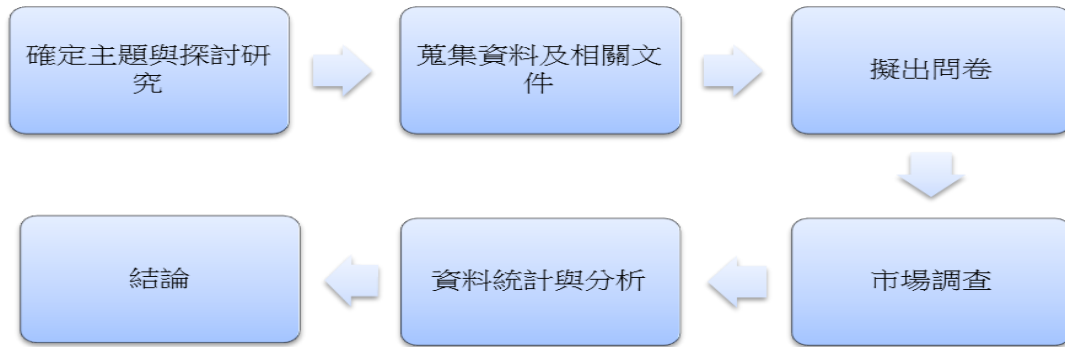 確定主題與探討研
究
蒐集資料及相關文
件
擬出問卷
市場調查
資料統計與分析
結論